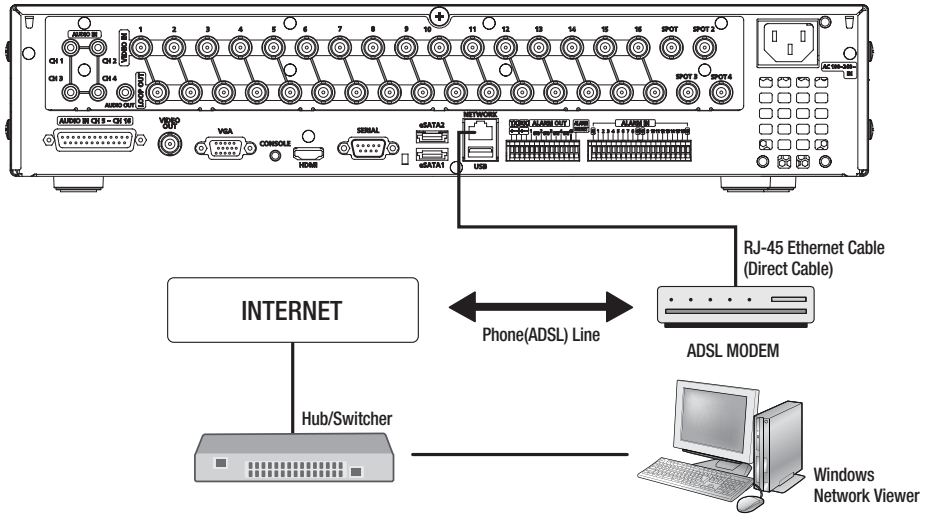 AUDIO IN
CH 1
CH 2
CH 3
CH 4
AUDIO OUT
VIDEO IN
LOOP OUT
1 2 3 4 5 6 7 8 9 10 11 12 13 14 15 16 SPOT SPOT 2
SPOT 3 SPOT 4
AUDIO IN CH 5 – CH 16
VIDEO OUT
VGA
CONSOLE
HDMI
SERIAL
eSATA2
eSATA1
NETWORK
USB
ALARM OUT
ALARM IN
RJ-45 Ethernet Cable
(Direct Cable)
INTERNET
Phone(ADSL) Line
ADSL MODEM
Hub/Switcher
Windows
Network Viewer